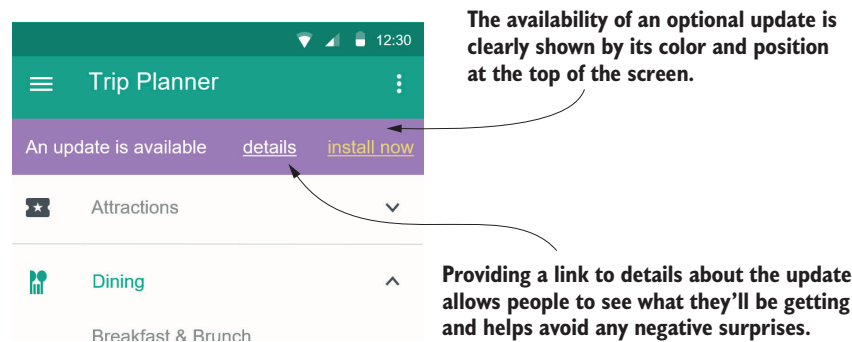 The availability of an optional update is
clearly shown by its color and position
at the top of the screen.
12:30
Trip Planner
An update is available details install now
Attractions
Dining
Breakfast & Brunch
Providing a link to details about the update
allows people to see what they’ll be getting
and helps avoid any negative surprises.